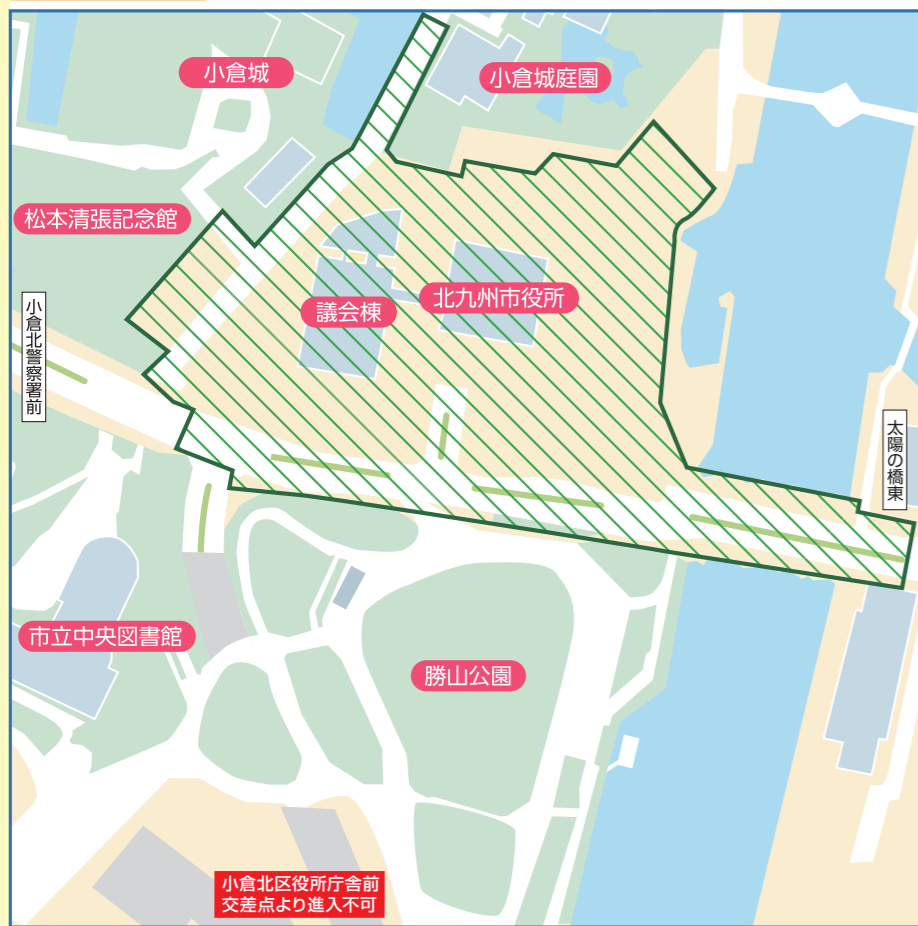 小倉城
小倉城庭園
松本清張記念館
議会棟
北九州市役所
小倉北警察署前
太陽の橋東
市立中央図書館
勝山公園
小倉北区役所庁舎前
交差点より進入不可